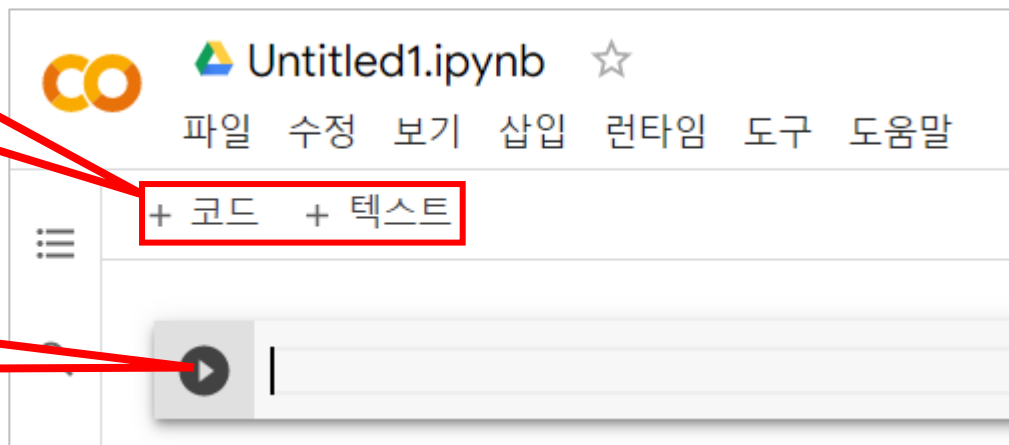 CO Untitled1.ipynb
파일 수정 보기 삽입 런타임 도구 도움말
+ 코드 + 텍스트